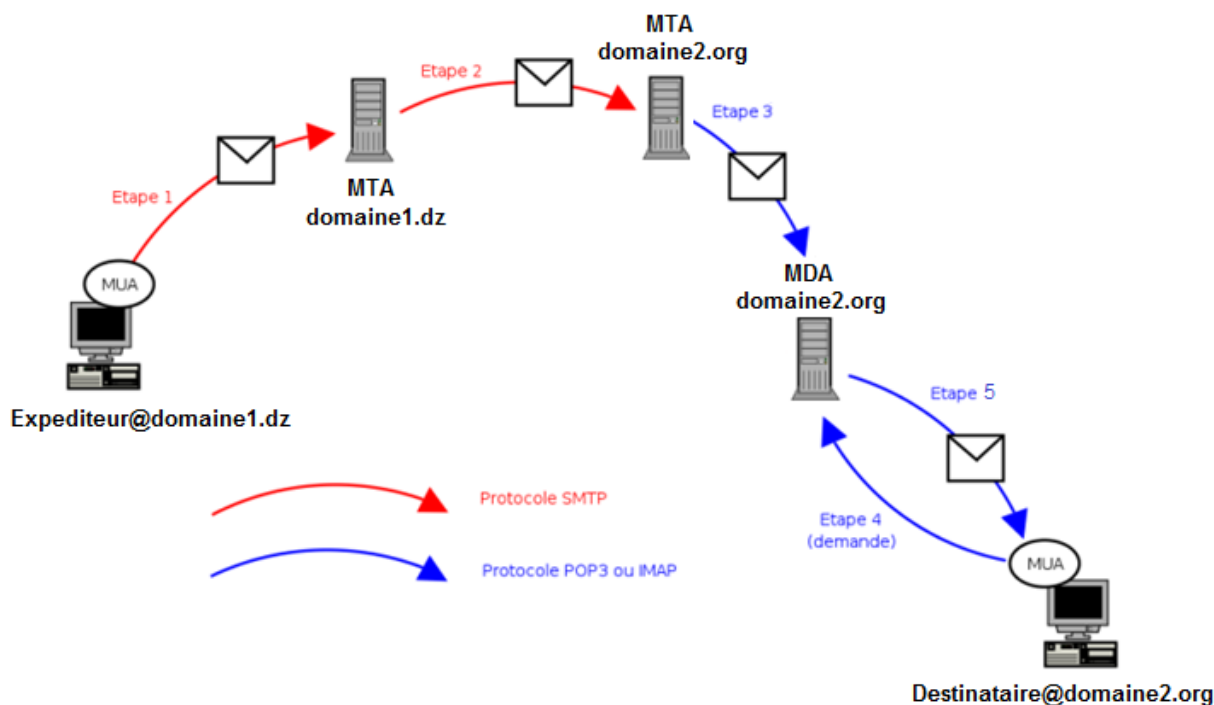 MTA
domaine2.org
Etape 2
Etape 3
MTA
domaine1.dz
Etape 1
MUA
MDA
domaine2.org
Expediteur@domaine1.dz
Etape 5
Protocole SMTP
Etape 4
(demande)
Protocole POP3 ou IMAP
MUA
Destinataire@domaine2.org